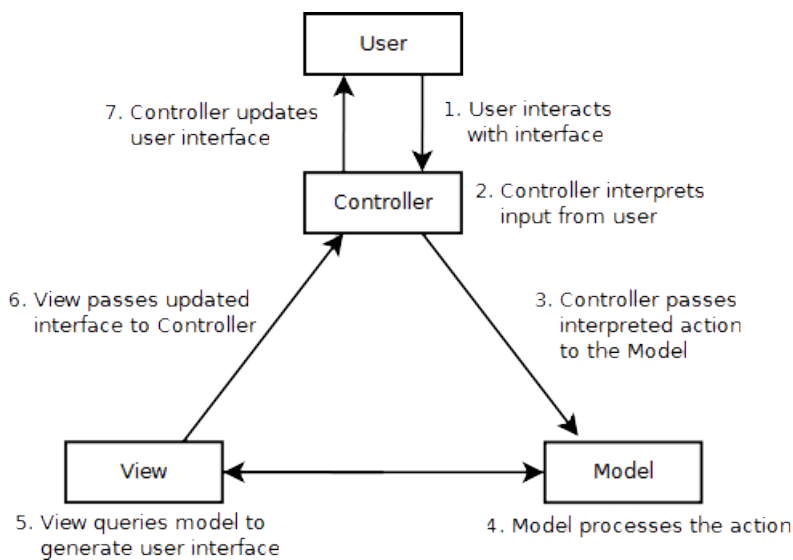 User
7. Controller updates
user interface
1. User interacts
with interface
Controller
2. Controller interprets
input from user
6. View passes updated
interface to Controller
3. Controller passes
interpreted action
to the Model
View
Model
5. View queries model to
generate user interface
4. Model processes the action